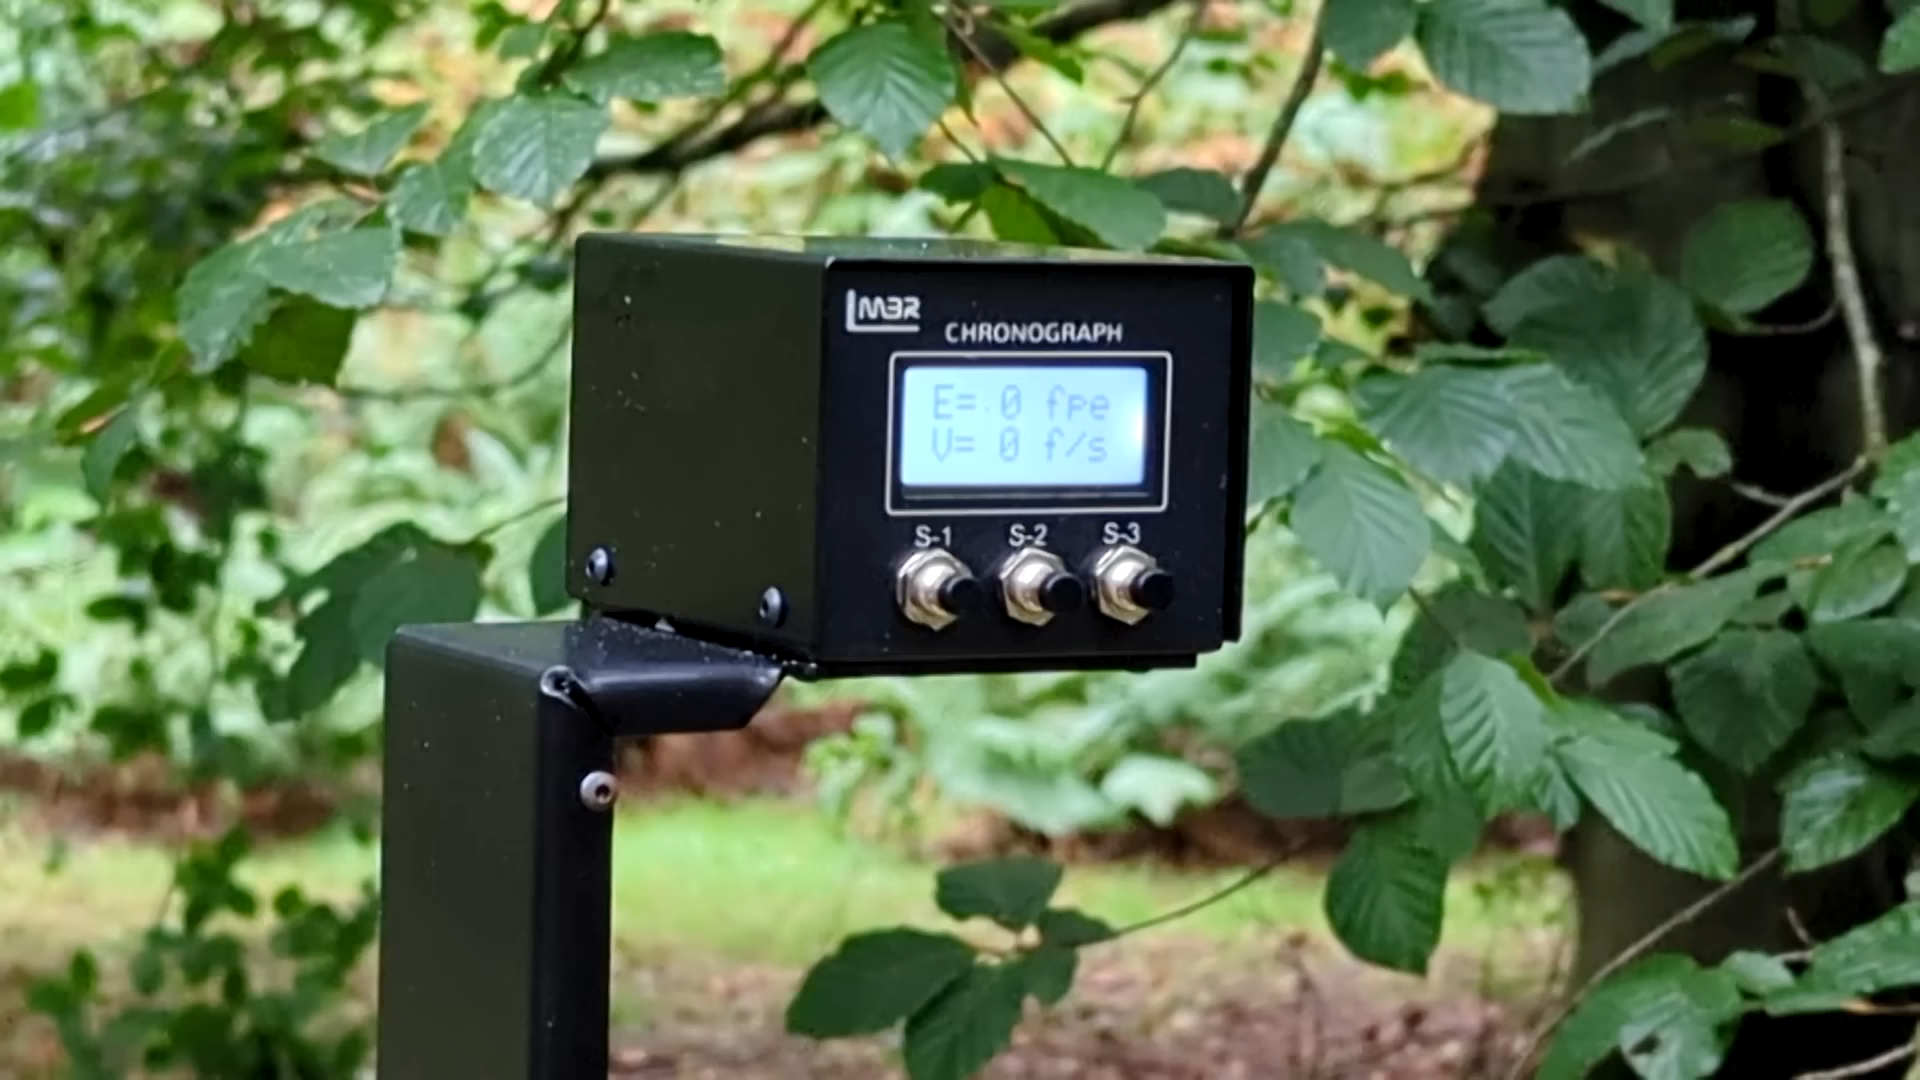 LMBR
CHRONOGRAPH
E= 0 fpe
V= 0 f/s
S-1 S-2 S-3